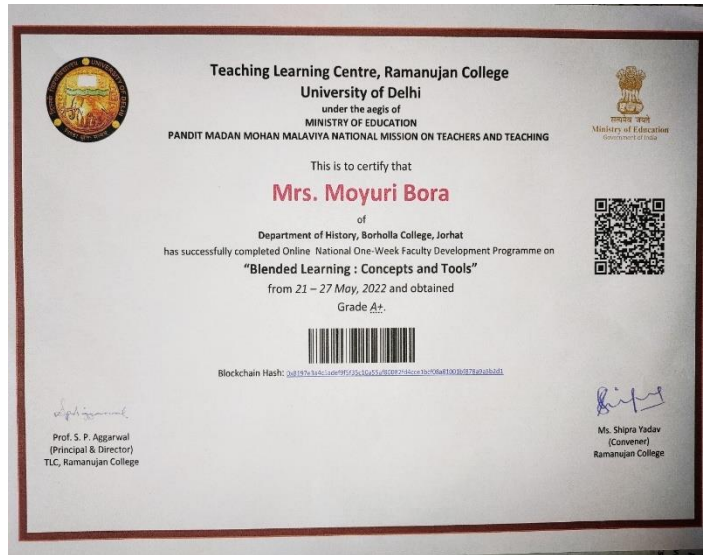 Teaching Learning Centre, Ramanujan College
University of Delhi
under the aegis of
MINISTRY OF EDUCATION
PANDIT MADAN MOHAN MALAVIYA NATIONAL MISSION ON TEACHERS AND TEACHING
सत्यमेव जयते
Ministry of Education
Government of India
This is to certify that
Mrs. Moyuri Bora
of
Department of History, Borholla College, Jorhat
has successfully completed Online National One-Week Faculty Development Programme on
“Blended Learning : Concepts and Tools”
from 21 – 27 May, 2022 and obtained
Grade A+.
Blockchain Hash:
Prof. S. P. Aggarwal
(Principal & Director)
TLC, Ramanujan College
Ms. Shipra Yadav
(Convener)
Ramanujan College